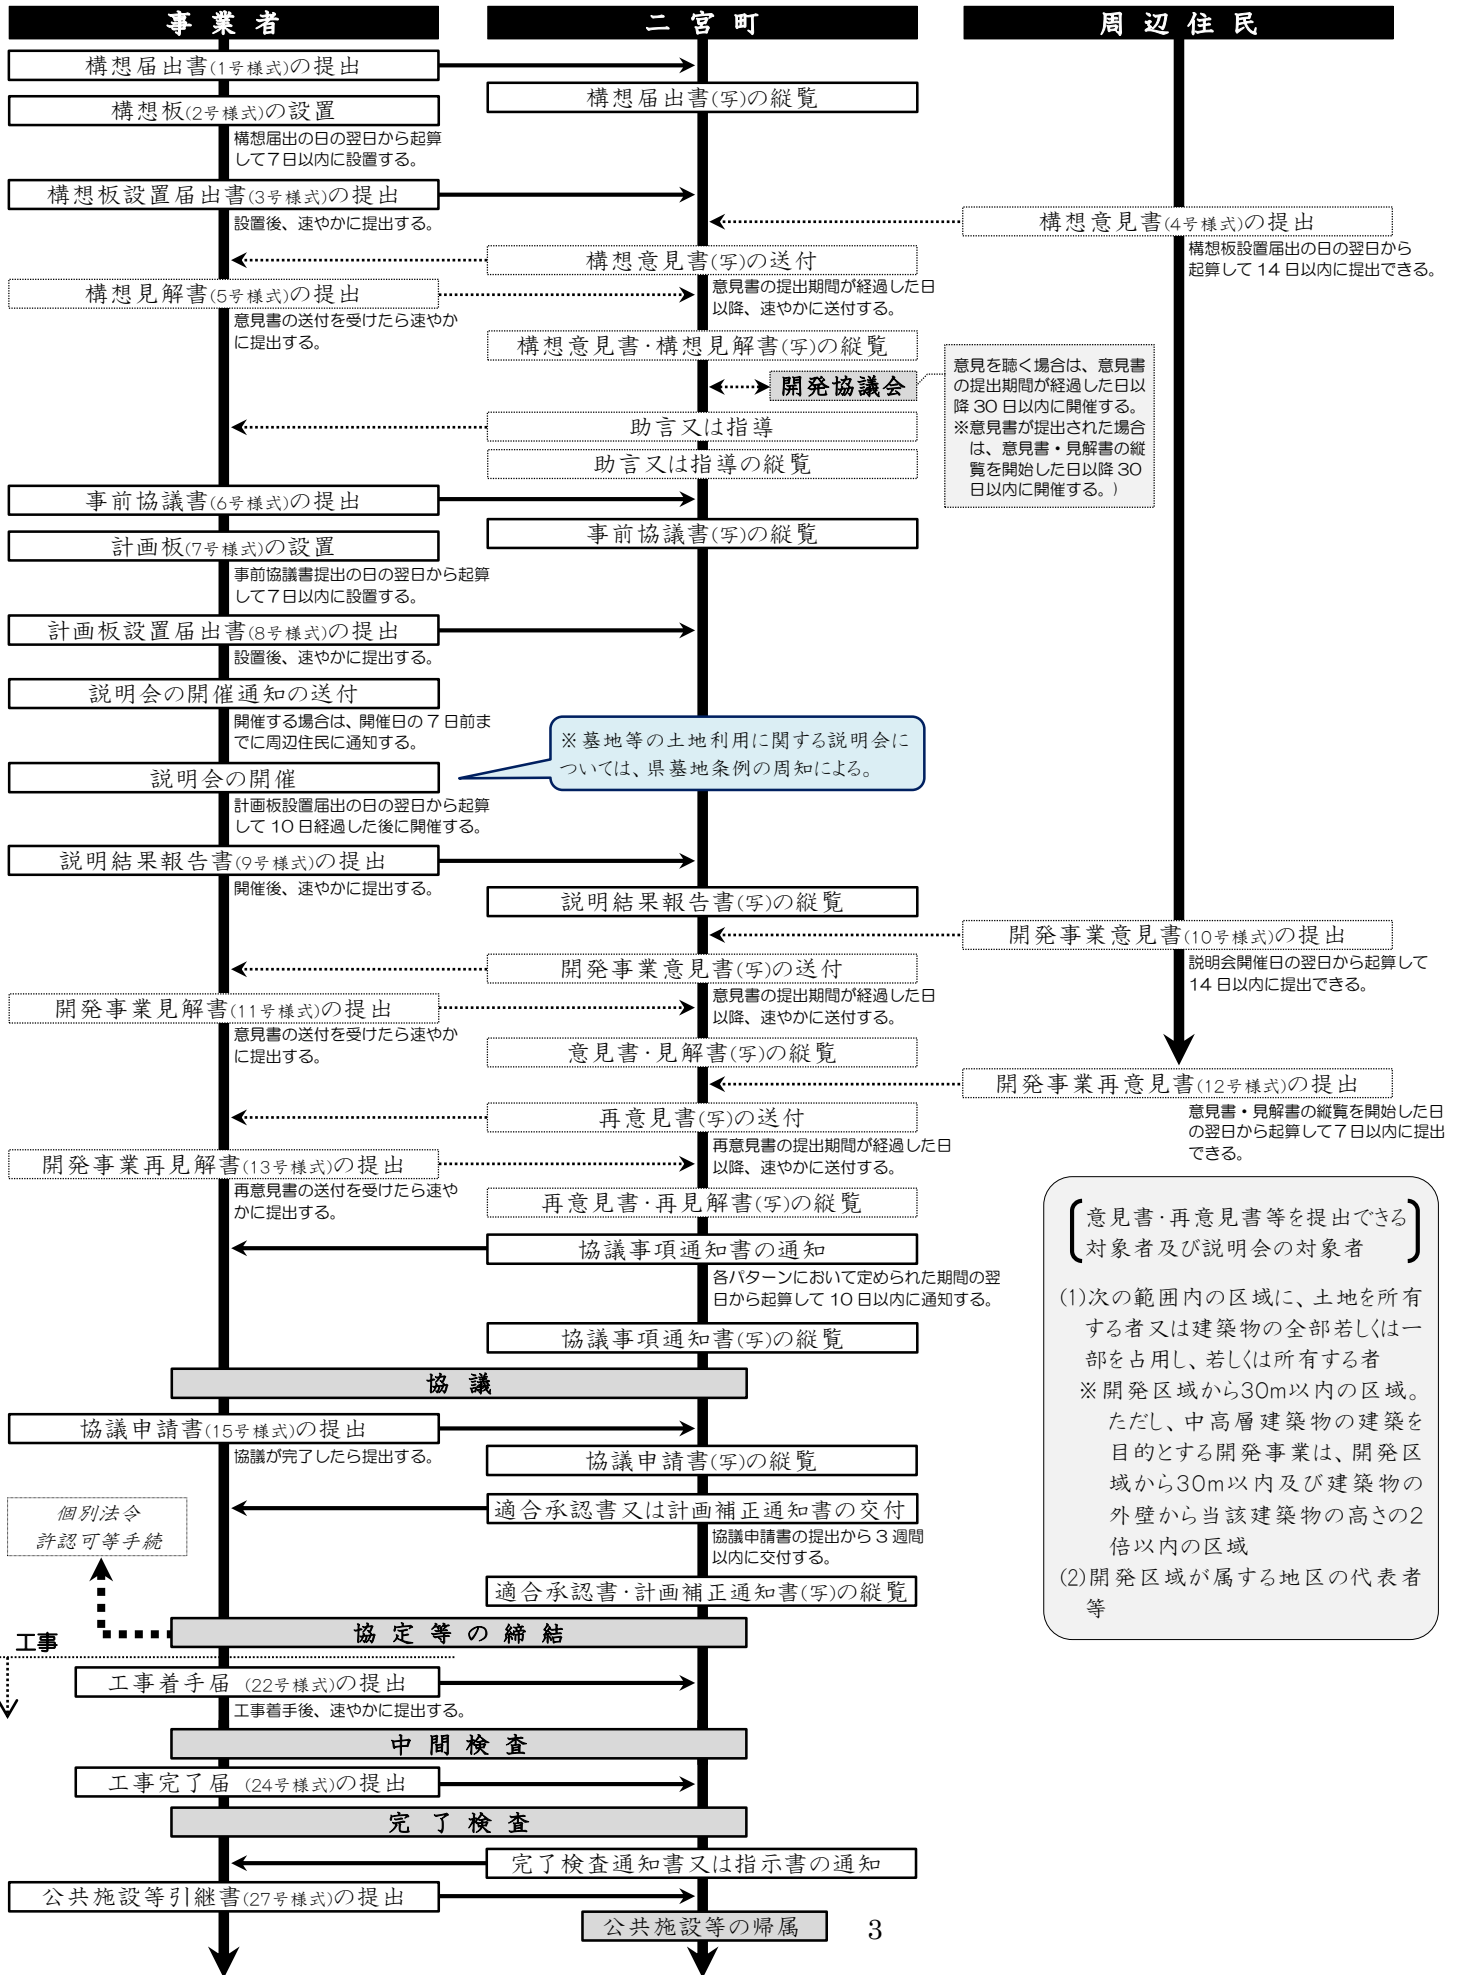 事業者
二宮町
周辺住民
構想届出書(1号様式)の提出
構想届出書(写)の縦覧
構想板(2号様式)の設置
構想届出の日の翌日から起算
して7日以内に設置する。
構想板設置届出書(3号様式)の提出
設置後、速やかに提出する。
構想意見書(4号様式)の提出
構想板設置届出の日の翌日から
起算して14日以内に提出できる。
構想意見書(写)の送付
意見書の提出期間が経過した日
以降、速やかに送付する。
構想見解書(5号様式)の提出
意見書の送付を受けたら速やか
に提出する。
構想意見書・構想見解書(写)の縦覧
開発協議会
意見を聴く場合は、意見書
の提出期間が経過した日以
降30日以内に開催する。
※意見書が提出された場合
は、意見書・見解書の縦
覧を開始した日以降30
日以内に開催する。)
助言又は指導
助言又は指導の縦覧
事前協議書(6号様式)の提出
事前協議書(写)の縦覧
計画板(7号様式)の設置
事前協議書提出の日の翌日から起算
して7日以内に設置する。
計画板設置届出書(8号様式)の提出
設置後、速やかに提出する。
説明会の開催通知の送付
開催する場合は、開催日の7日前ま
でに周辺住民に通知する。
※墓地等の土地利用に関する説明会に
ついては、県墓地条例の周知による。
説明会の開催
計画板設置届出の日の翌日から起算
して10日経過した後に開催する。
説明結果報告書(9号様式)の提出
開催後、速やかに提出する。
説明結果報告書(写)の縦覧
開発事業意見書(10号様式)の提出
説明会開催日の翌日から起算して
14日以内に提出できる。
開発事業意見書(写)の送付
意見書の提出期間が経過した日
以降、速やかに送付する。
開発事業見解書(11号様式)の提出
意見書の送付を受けたら速やか
に提出する。
意見書・見解書(写)の縦覧
開発事業再意見書(12号様式)の提出
意見書・見解書の縦覧を開始した日
の翌日から起算して7日以内に提出
できる。
再意見書(写)の送付
再意見書の提出期間が経過した日
以降、速やかに送付する。
開発事業再見解書(13号様式)の提出
再意見書の送付を受けたら速や
かに提出する。
再意見書・再見解書(写)の縦覧
協議事項通知書の通知
各パターンにおいて定められた期間の翌
日から起算して10日以内に通知する。
協議事項通知書(写)の縦覧
協議
協議申請書(15号様式)の提出
協議が完了したら提出する。
協議申請書(写)の縦覧
適合承認書又は計画補正通知書の交付
協議申請書の提出から3週間
以内に交付する。
適合承認書・計画補正通知書(写)の縦覧
個別法令
許認可等手続
協定等の締結
工事
工事着手届 (22号様式)の提出
工事着手後、速やかに提出する。
中間検査
工事完了届 (24号様式)の提出
完了検査
完了検査通知書又は指示書の通知
公共施設等引継書(27号様式)の提出
公共施設等の帰属
意見書・再意見書等を提出できる
対象者及び説明会の対象者
(1)次の範囲内の区域に、土地を所有
する者又は建築物の全部若しくは一
部を占用し、若しくは所有する者
※開発区域から30m以内の区域。
ただし、中高層建築物の建築を
目的とする開発事業は、開発区
域から30m以内及び建築物の
外壁から当該建築物の高さの2
倍以内の区域
(2)開発区域が属する地区の代表者
等
3